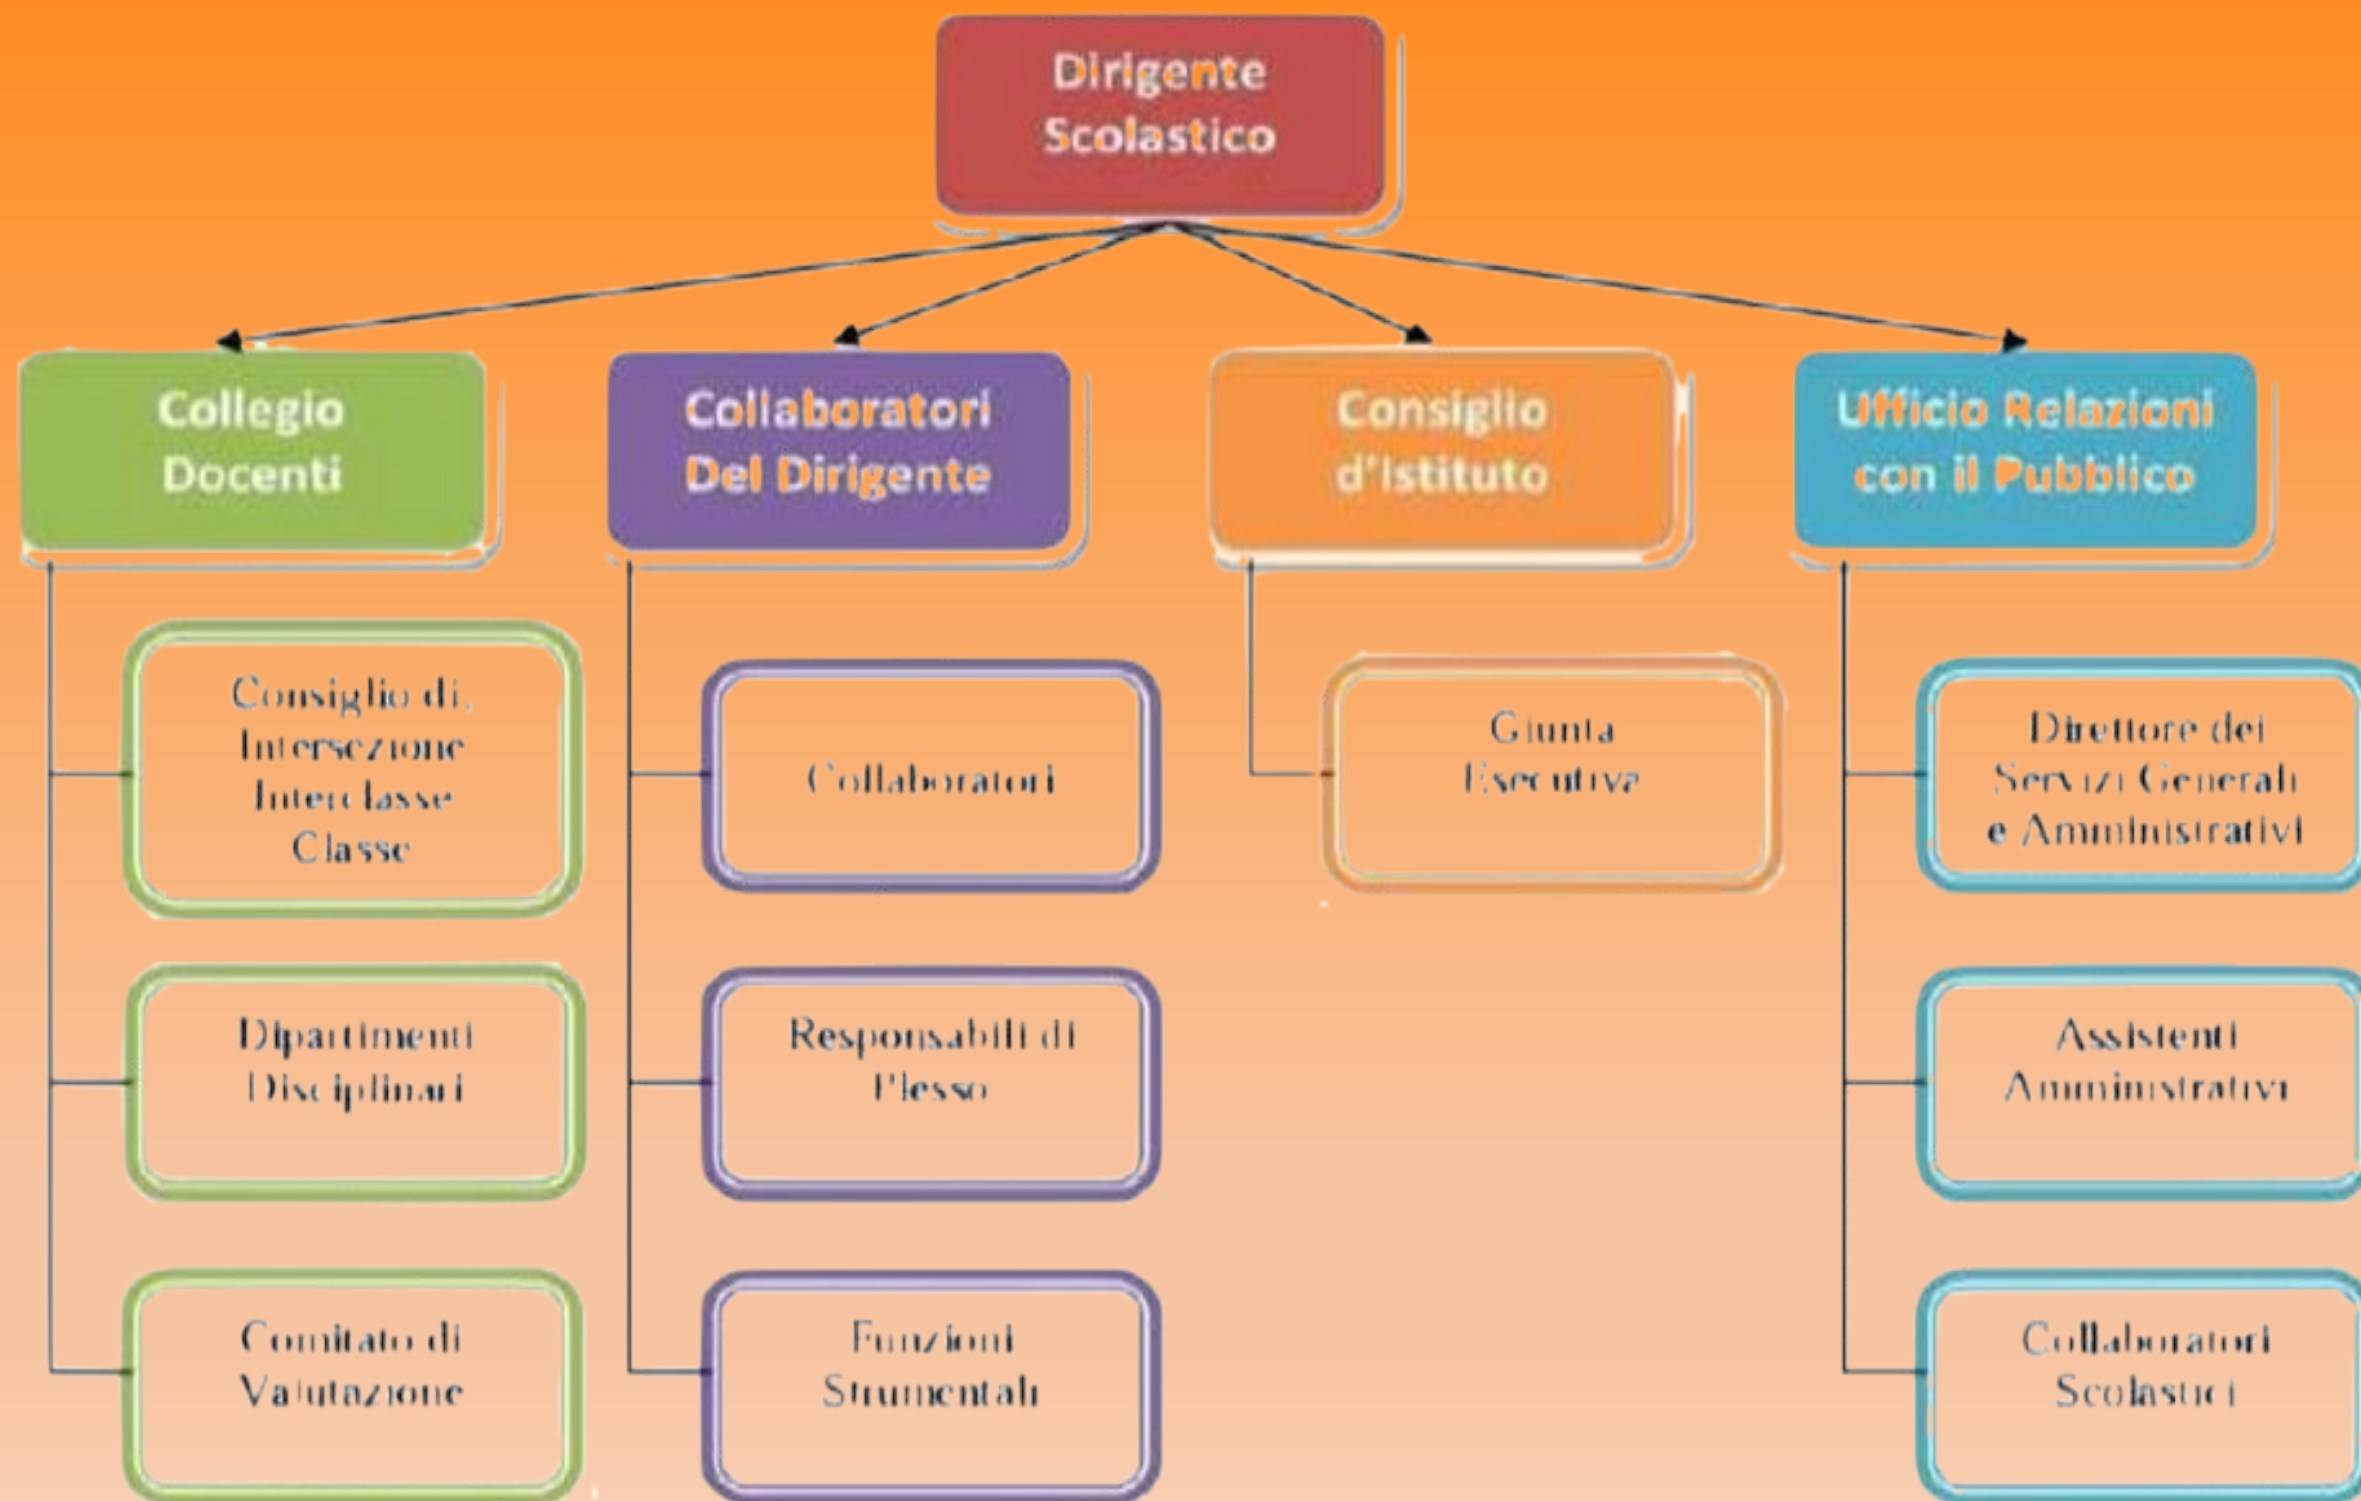 Dirigente
Scolastico
Collegio
Docenti
Collaboratori
Del Dirigente
Consiglio
d'Istituto
Ufficio Relazioni
con il Pubblico
Consiglio di,
Intersezione
Interclasse
Classe
Collaboratori
Giunta
Esecutiva
Direttore dei
Servizi Generali
e Amministrativi
Dipartimenti
Disciplinari
Responsabili di
Plesso
Assistenti
Amministrativi
Comitato di
Valutazione
Funzioni
Strumentali
Collaboratori
Scolastici